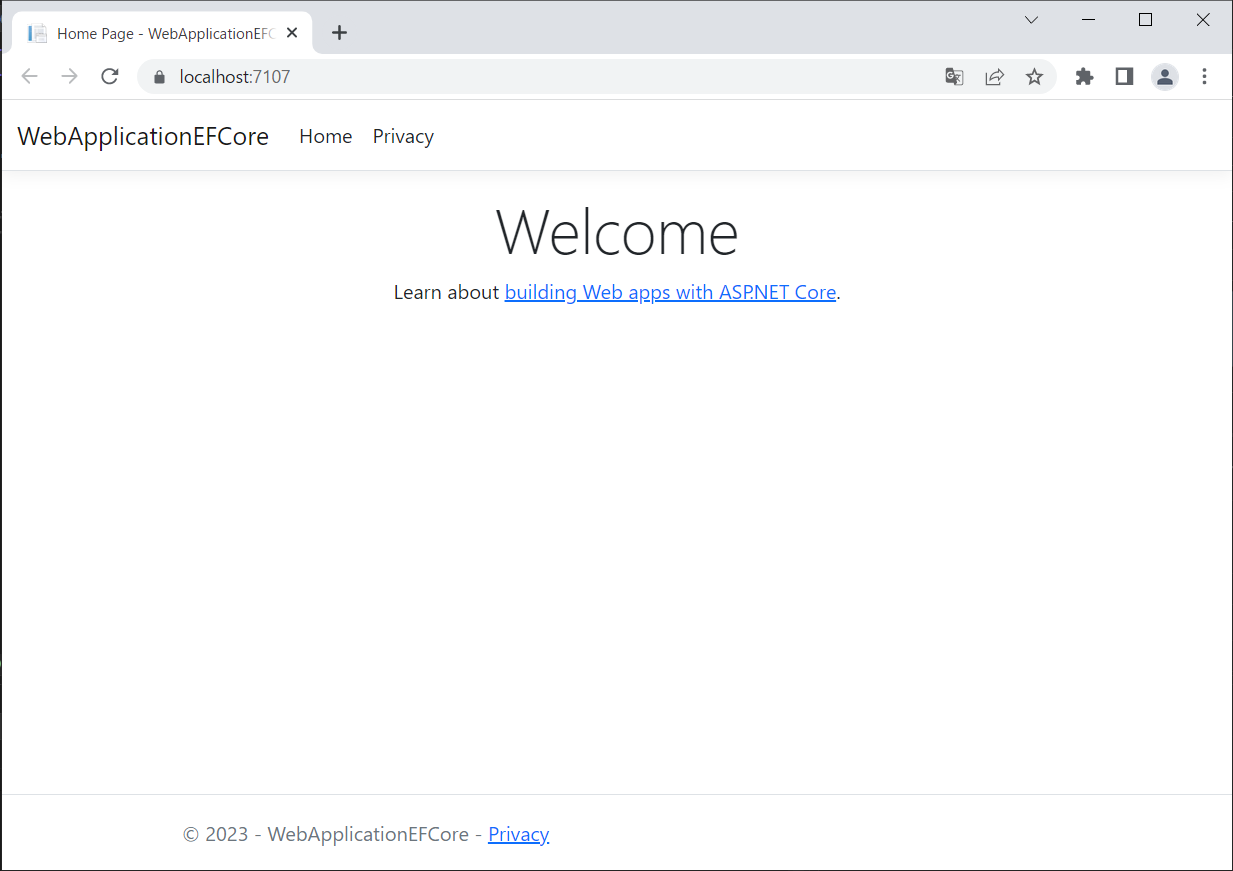 Home Page - WebApplicationEFC
localhost:7107
WebApplicationEFCore Home Privacy
Welcome
Learn about building Web apps with ASP.NET Core.
© 2023 - WebApplicationEFCore - Privacy